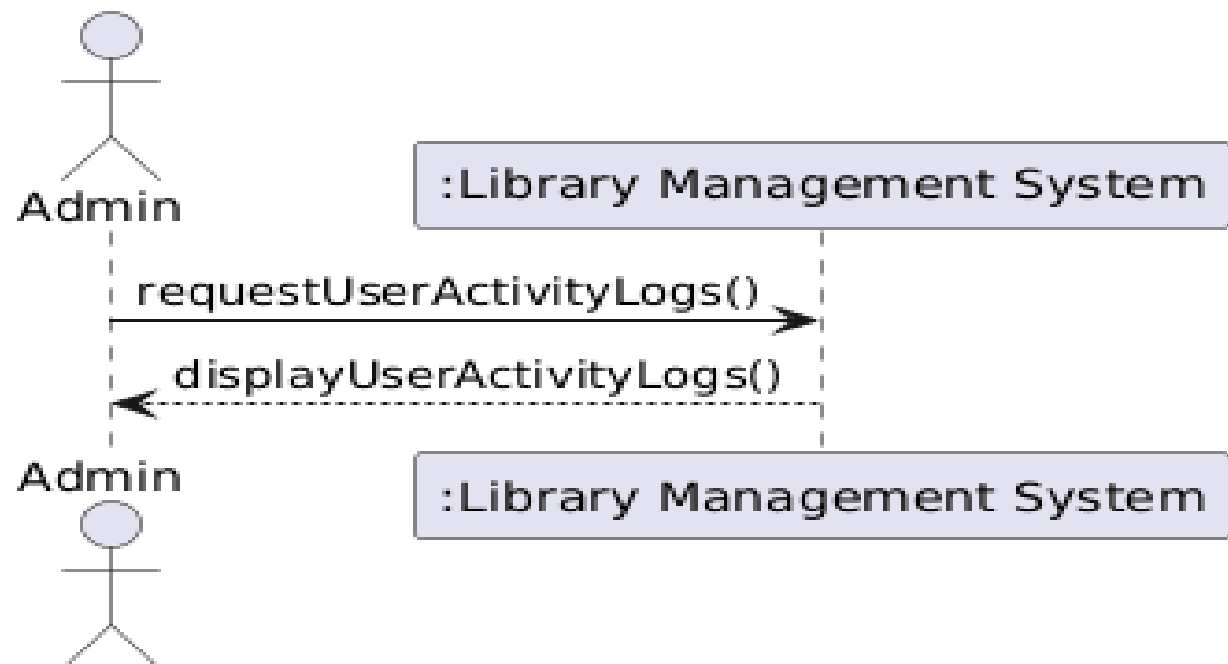 Admin
:Library Management System
requestUserActivityLogs()
displayUserActivityLogs()
Admin
:Library Management System